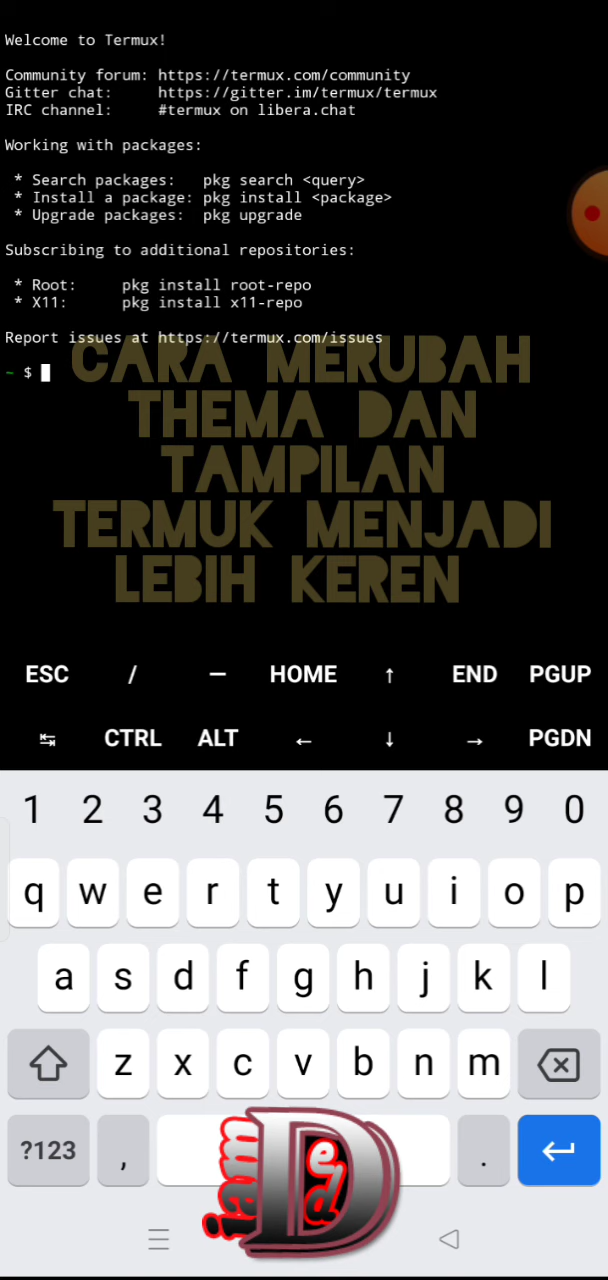 Welcome to Termux!
Community forum: https://termux.com/community
Gitter chat:     https://gitter.im/termux/termux
IRC channel:     #termux on libera.chat
Working with packages:
* Search packages:   pkg search <query>
* Install a package: pkg install <package>
* Upgrade packages:  pkg upgrade
Subscribing to additional repositories:
* Root:     pkg install root-repo
* X11:      pkg install x11-repo
Report issues at https://termux.com/issues
~ $
CARA MERUBAH
THEMA DAN
TAMPILAN
TERMUK MENJADI
LEBIH KEREN
ESC / — HOME ↑ END PGUP
↹ CTRL ALT ← ↓ → PGDN
1 2 3 4 5 6 7 8 9 0
q w e r t y u i o p
a s d f g h j k l
z x c v b n m
?123 , .
iam D ed